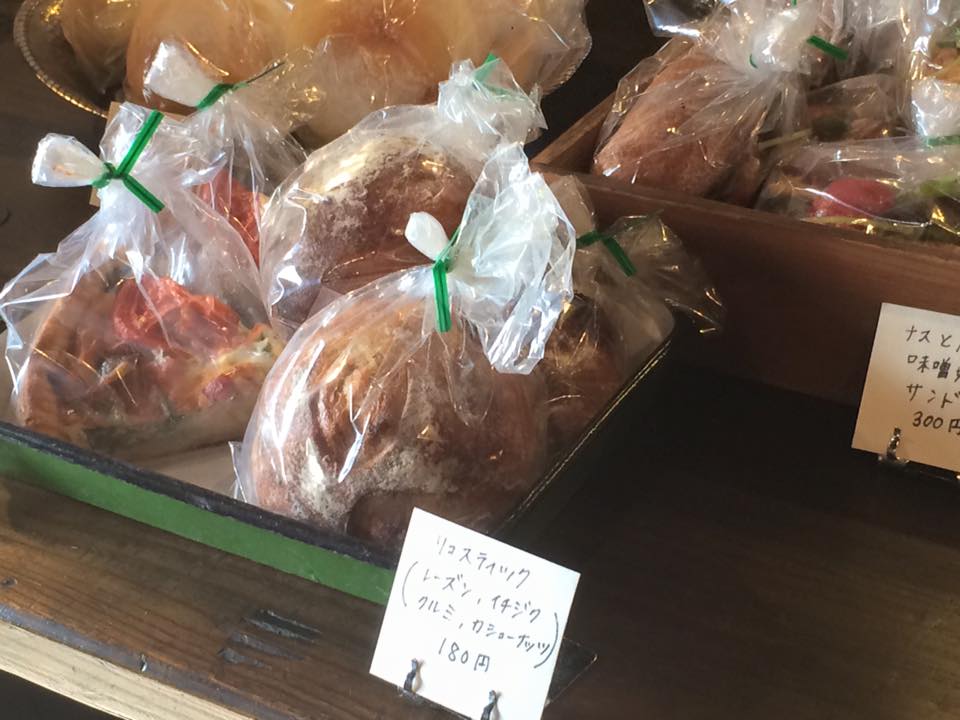 リュスティック
(レーズン,イチジク
クルミ,カシューナッツ)
180円
ナスと
味噌
サンド
300円